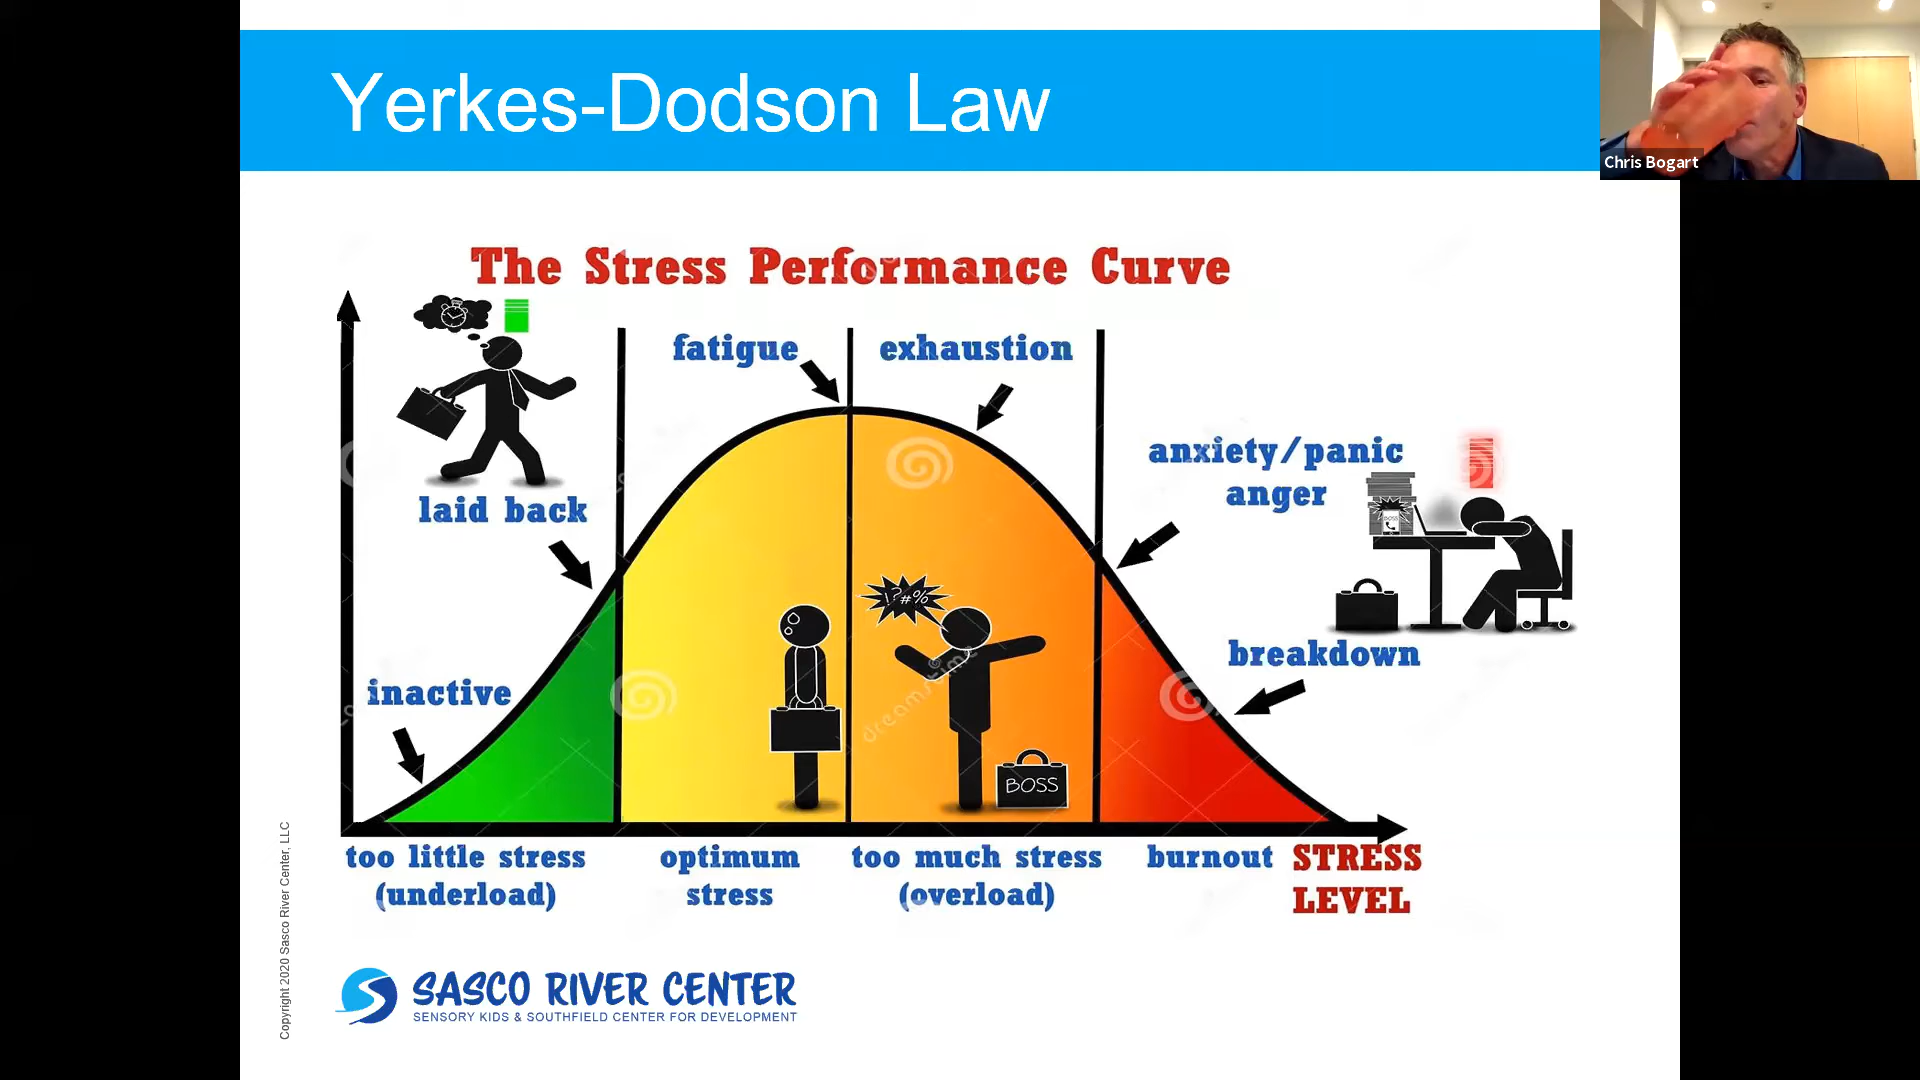 Yerkes-Dodson Law
Chris Bogart
The Stress Performance Curve
fatigue
exhaustion
laid back
anxiety/panic
anger
inactive
breakdown
!?#%
BOSS
BOSS
dreamstime
too little stress
(underload)
optimum
stress
too much stress
(overload)
burnout
STRESS
LEVEL
SASCO RIVER CENTER
SENSORY KIDS & SOUTHFIELD CENTER FOR DEVELOPMENT
Copyright 2020 Sasco River Center, LLC